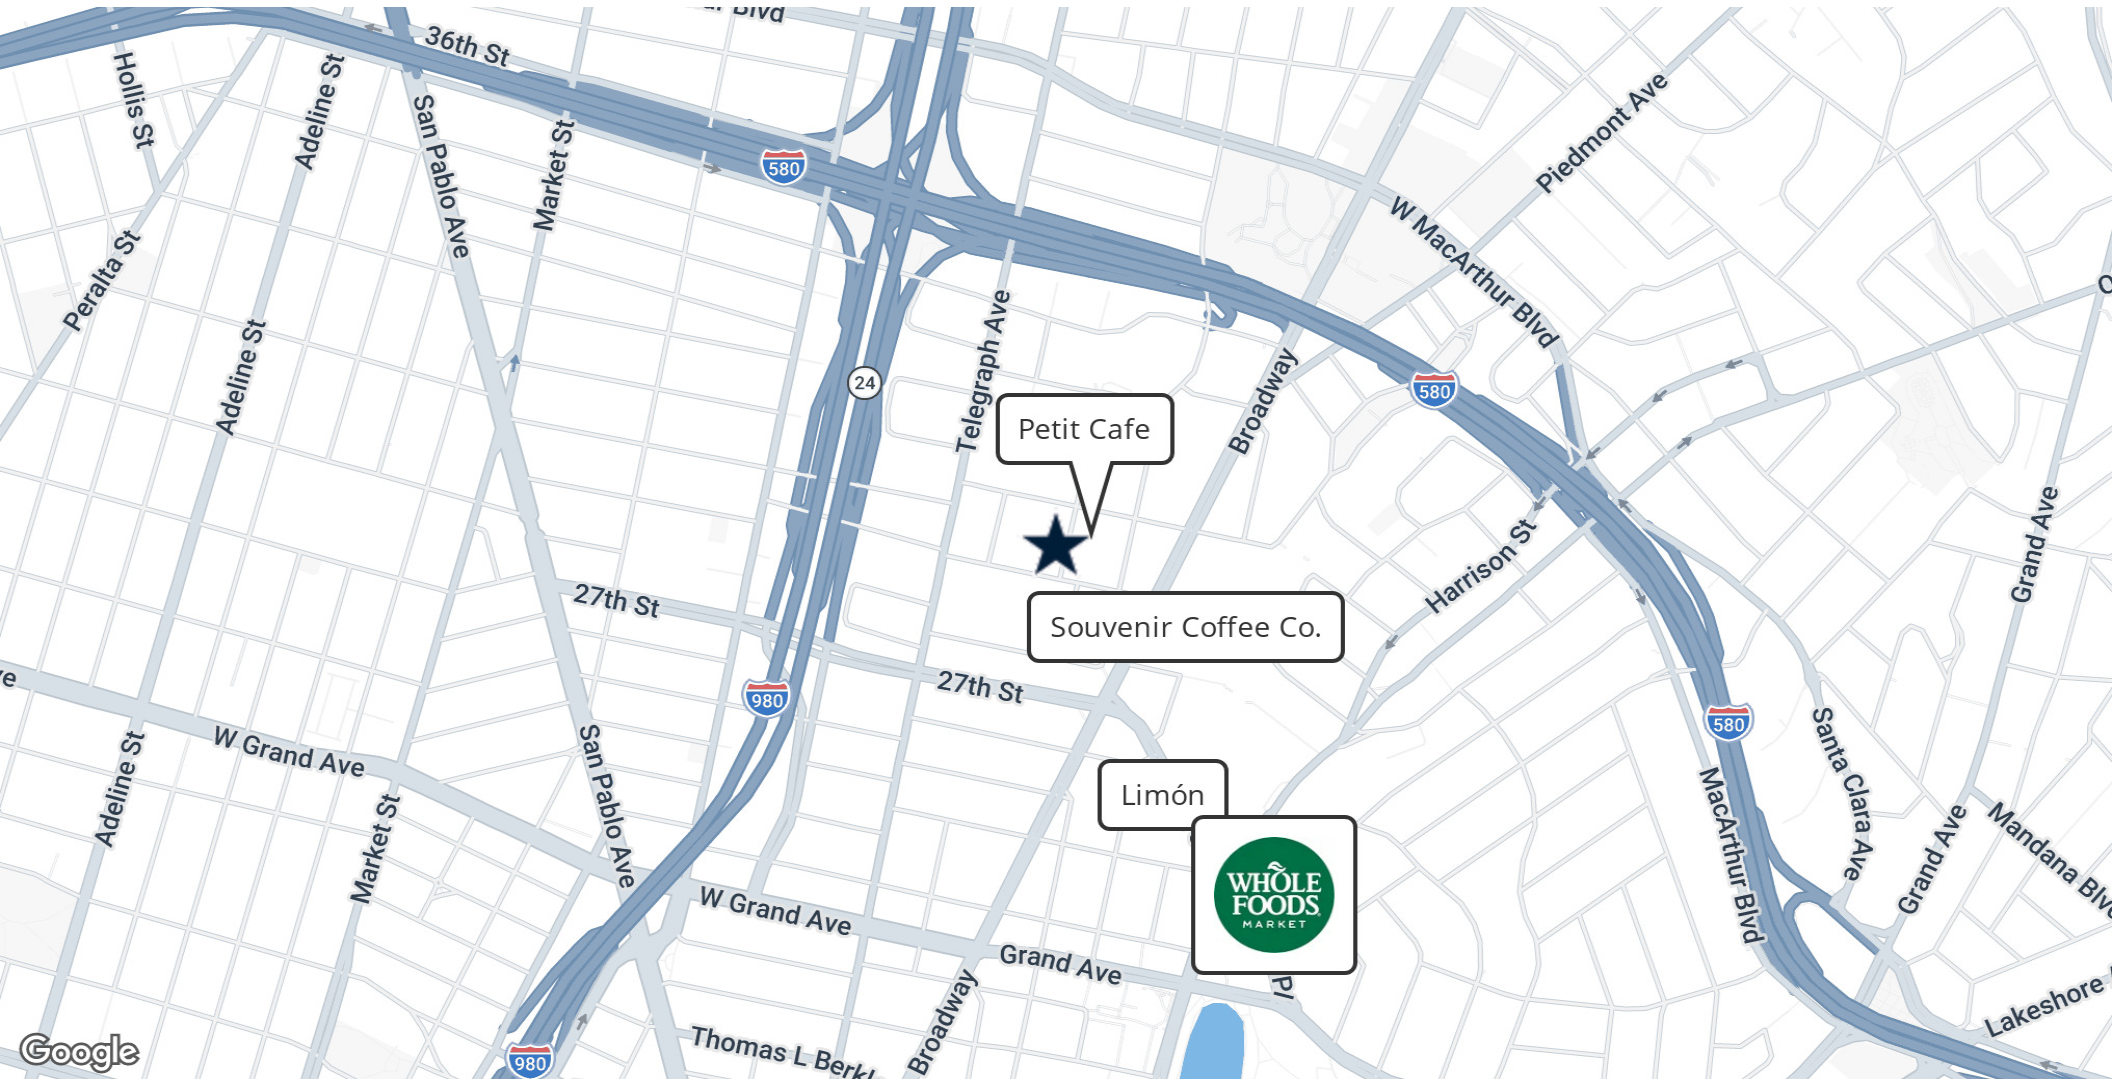 36th St
Hollis St
Adeline St
San Pablo Ave
Market St
580
Piedmont Ave
W MacArthur Blvd
Peralta St
Adeline St
Telegraph Ave
24
Broadway
580
Petit Cafe
Harrison St
Grand Ave
27th St
Souvenir Coffee Co.
27th St
980
580
W Grand Ave
Santa Clara Ave
San Pablo Ave
Adeline St
Market St
Limón
MacArthur Blvd
Grand Ave
Mandana Blv
WHOLE
FOODS
MARKET
W Grand Ave
Grand Ave
Pl
Broadway
Lakeshore
Thomas L Berkl
Google
980